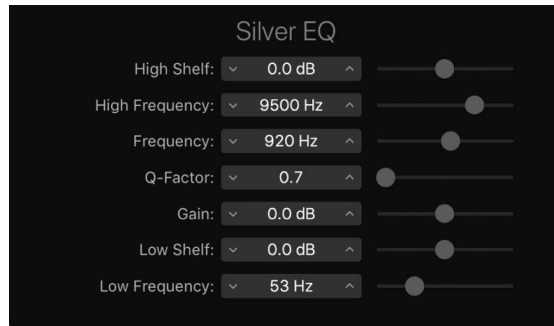 Silver EQ
High Shelf: 0.0 dB
High Frequency: 9500 Hz
Frequency: 920 Hz
Q-Factor: 0.7
Gain: 0.0 dB
Low Shelf: 0.0 dB
Low Frequency: 53 Hz